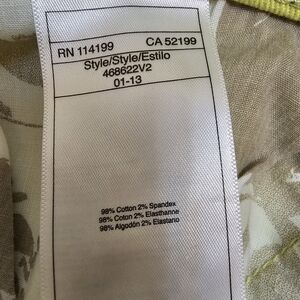 RN 114199 CA 52199
Style/Style/Estilo
468622V2
01-13
98% Cotton 2% Spandex
98% Coton 2% Elasthanne
98% Algodón 2% Elastano